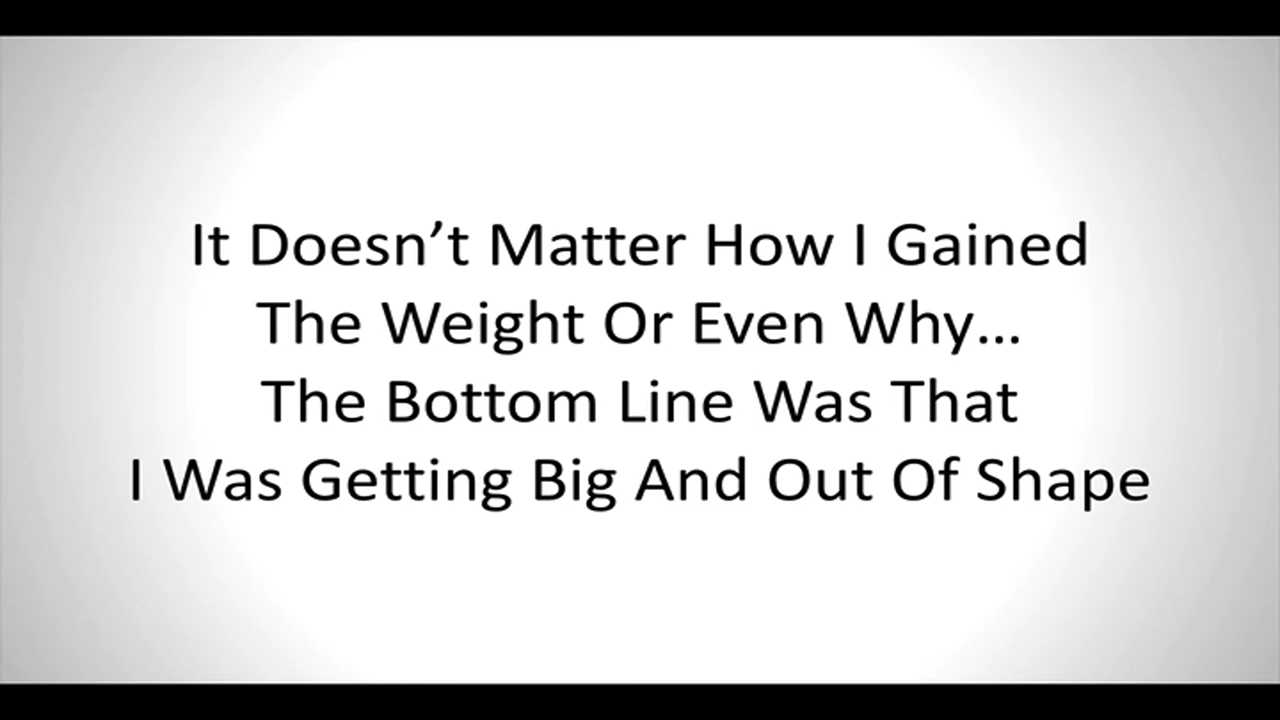 It Doesn’t Matter How I Gained
The Weight Or Even Why...
The Bottom Line Was That
I Was Getting Big And Out Of Shape